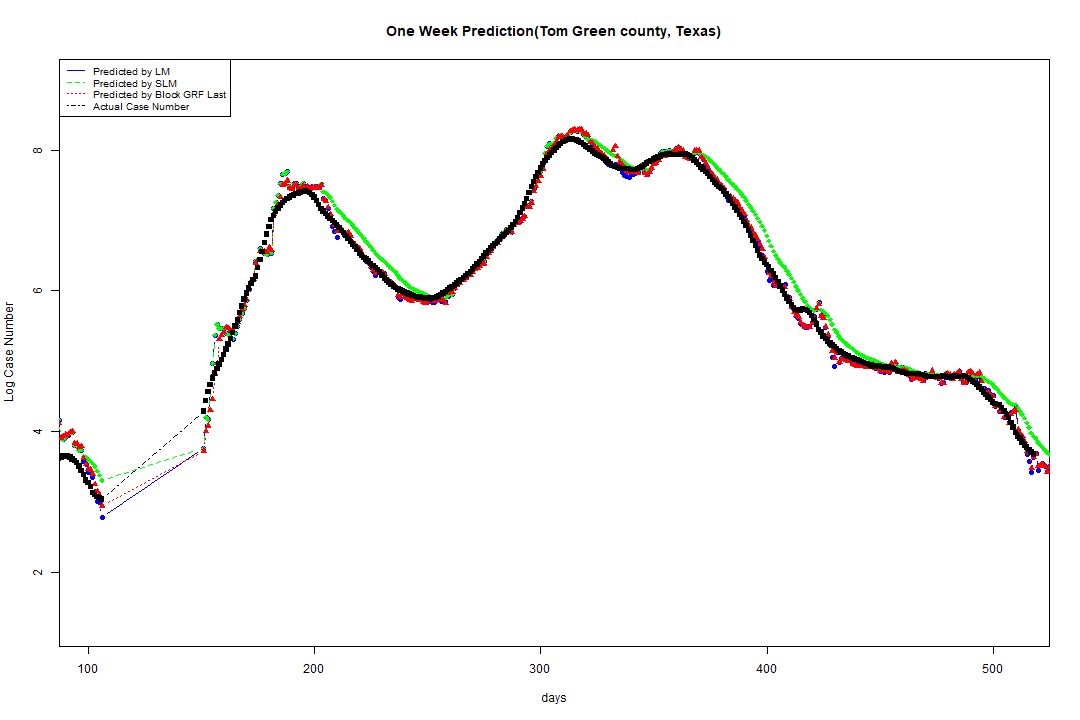 One Week Prediction(Tom Green county, Texas)
Predicted by LM
Predicted by SLM
Predicted by Block GRF Last
Actual Case Number
8
6
4
2
Log Case Number
100 200 300 400 500
days